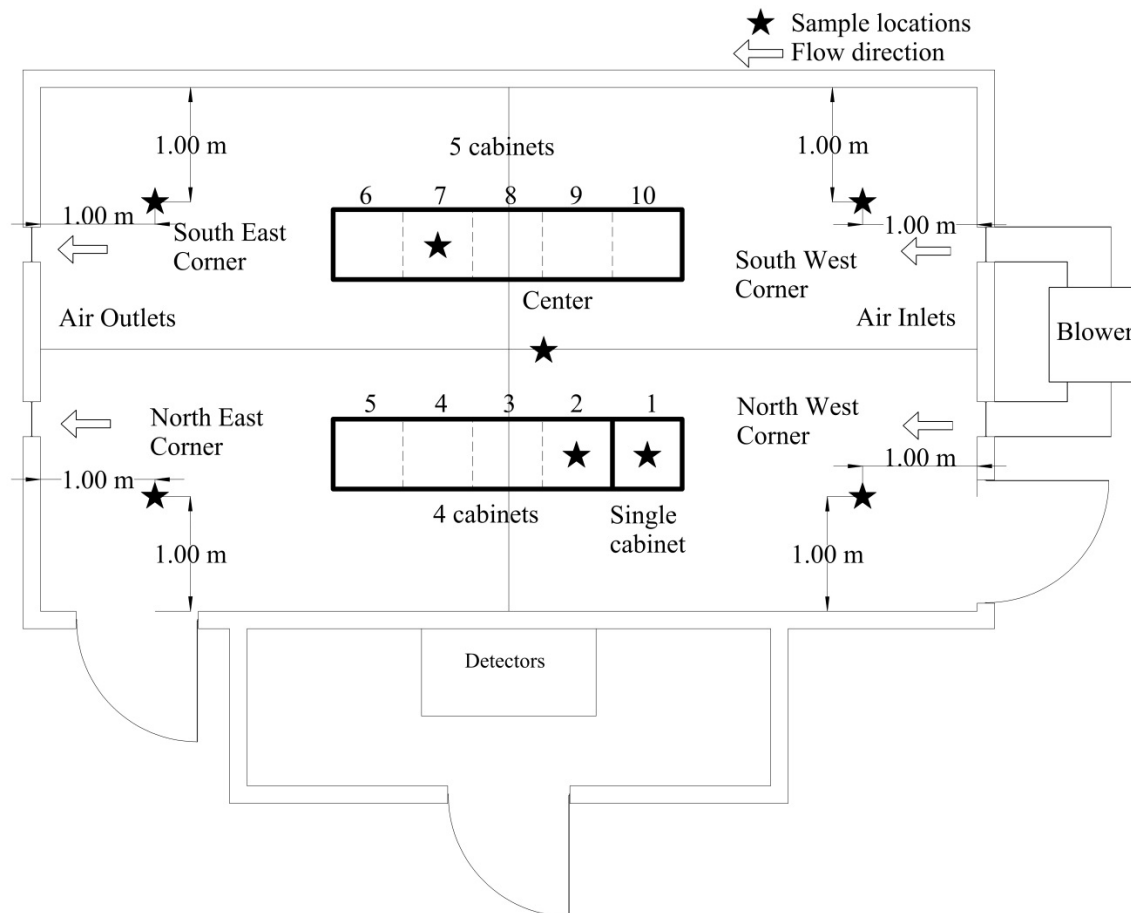 Sample locations
Flow direction
1.00 m
1.00 m
5 cabinets
6 7 8 9 10
1.00 m
1.00 m
South East
Corner
South West
Corner
Center
Air Outlets
Air Inlets
Blower
North East
Corner
5 4 3 2 1
North West
Corner
1.00 m
1.00 m
4 cabinets
Single
cabinet
1.00 m
1.00 m
Detectors